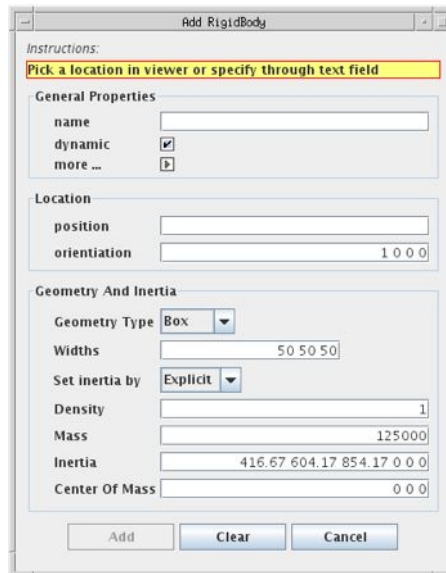 Add RigidBody
Instructions:
Pick a location in viewer or specify through text field
General Properties
name
dynamic
more ...
Location
position
orientiation 1 0 0 0
Geometry And Inertia
Geometry Type Box
Widths 50 50 50
Set inertia by Explicit
Density 1
Mass 125000
Inertia 416.67 604.17 854.17 0 0 0
Center Of Mass 0 0 0
Add Clear Cancel